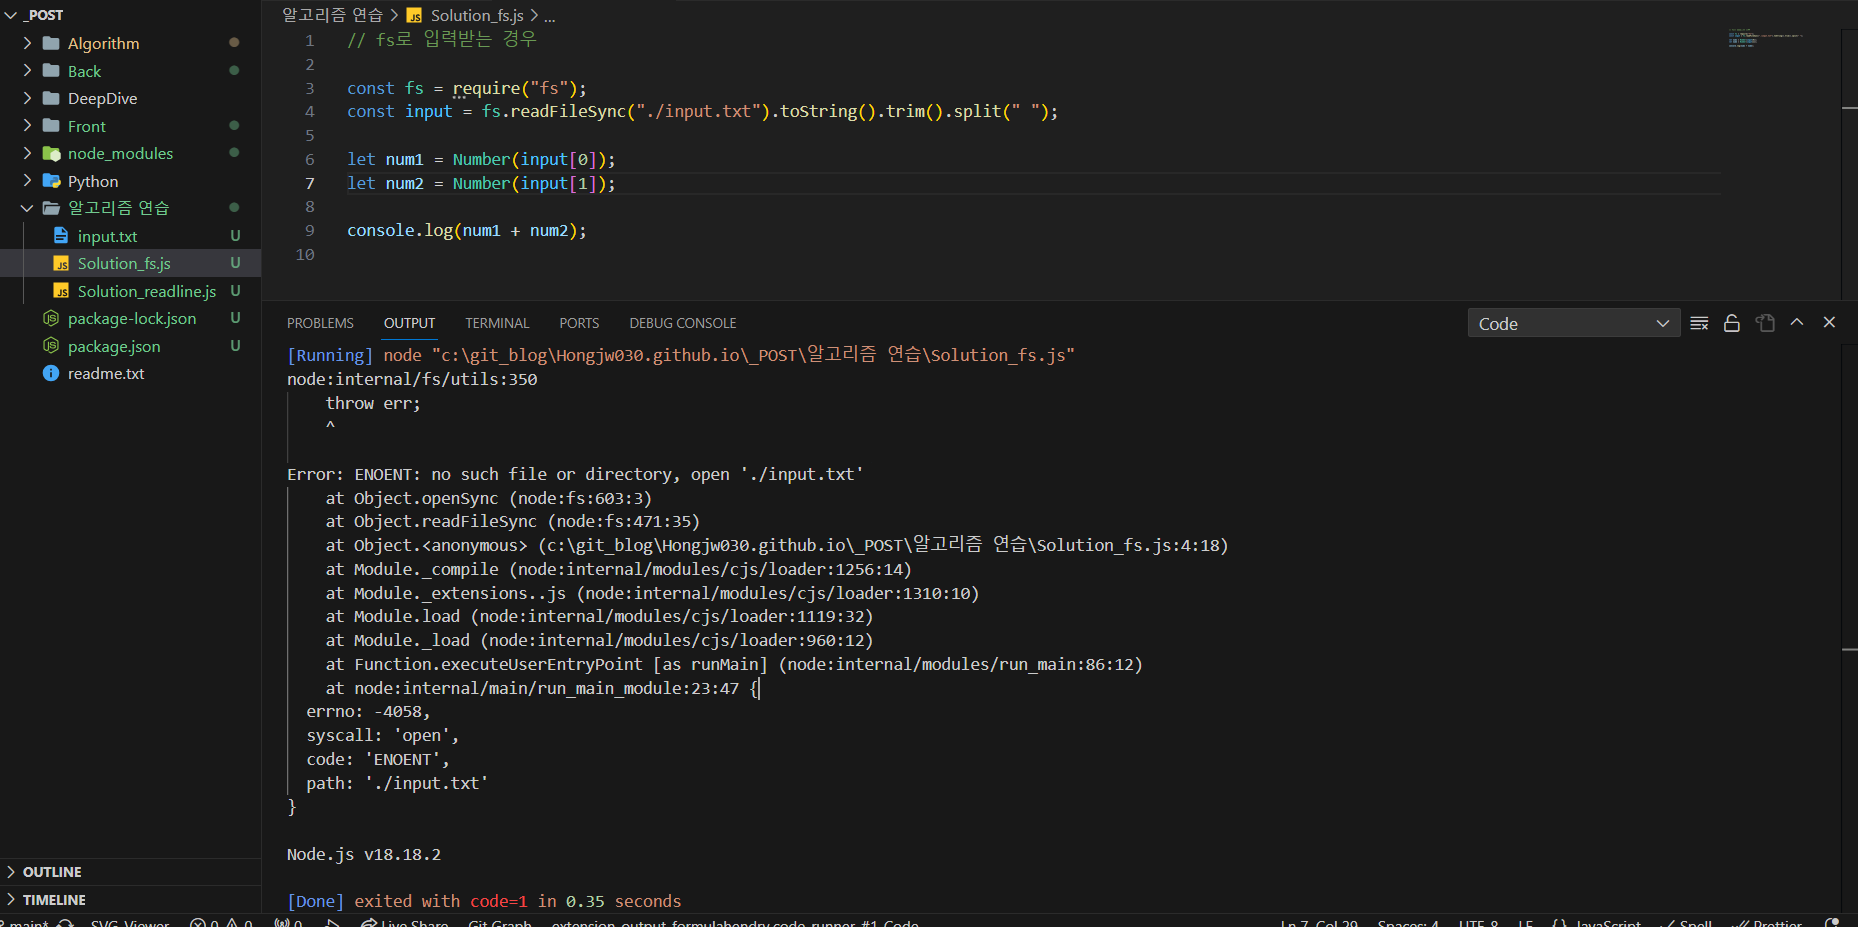 _POST
Algorithm
Back
DeepDive
Front
node_modules
Python
알고리즘 연습
input.txt U
Solution_fs.js U
Solution_readline.js U
package-lock.json U
package.json U
readme.txt
OUTLINE
TIMELINE
알고리즘 연습 > JS Solution_fs.js > ...
1 // fs로 입력받는 경우
2
3 const fs = require("fs");
4 const input = fs.readFileSync("./input.txt").toString().trim().split(" ");
5
6 let num1 = Number(input[0]);
7 let num2 = Number(input[1]);
8
9 console.log(num1 + num2);
10
PROBLEMS OUTPUT TERMINAL PORTS DEBUG CONSOLE Code
[Running] node "c:\git_blog\Hongjw030.github.io\_POST\알고리즘 연습\Solution_fs.js"
node:internal/fs/utils:350
throw err;
^
Error: ENOENT: no such file or directory, open './input.txt'
at Object.openSync (node:fs:603:3)
at Object.readFileSync (node:fs:471:35)
at Object.<anonymous> (c:\git_blog\Hongjw030.github.io\_POST\알고리즘 연습\Solution_fs.js:4:18)
at Module._compile (node:internal/modules/cjs/loader:1256:14)
at Module._extensions..js (node:internal/modules/cjs/loader:1310:10)
at Module.load (node:internal/modules/cjs/loader:1119:32)
at Module._load (node:internal/modules/cjs/loader:960:12)
at Function.executeUserEntryPoint [as runMain] (node:internal/modules/run_main:86:12)
at node:internal/main/run_main_module:23:47 {
errno: -4058,
syscall: 'open',
code: 'ENOENT',
path: './input.txt'
}
Node.js v18.18.2
[Done] exited with code=1 in 0.35 seconds
main* SVG Viewer 0 0 0 Live Share Git Graph extension-output-formulahendry.code-runner-#1-Code Ln 7, Col 29 Spaces: 4 UTF-8 LF {} JavaScript Spell Prettier